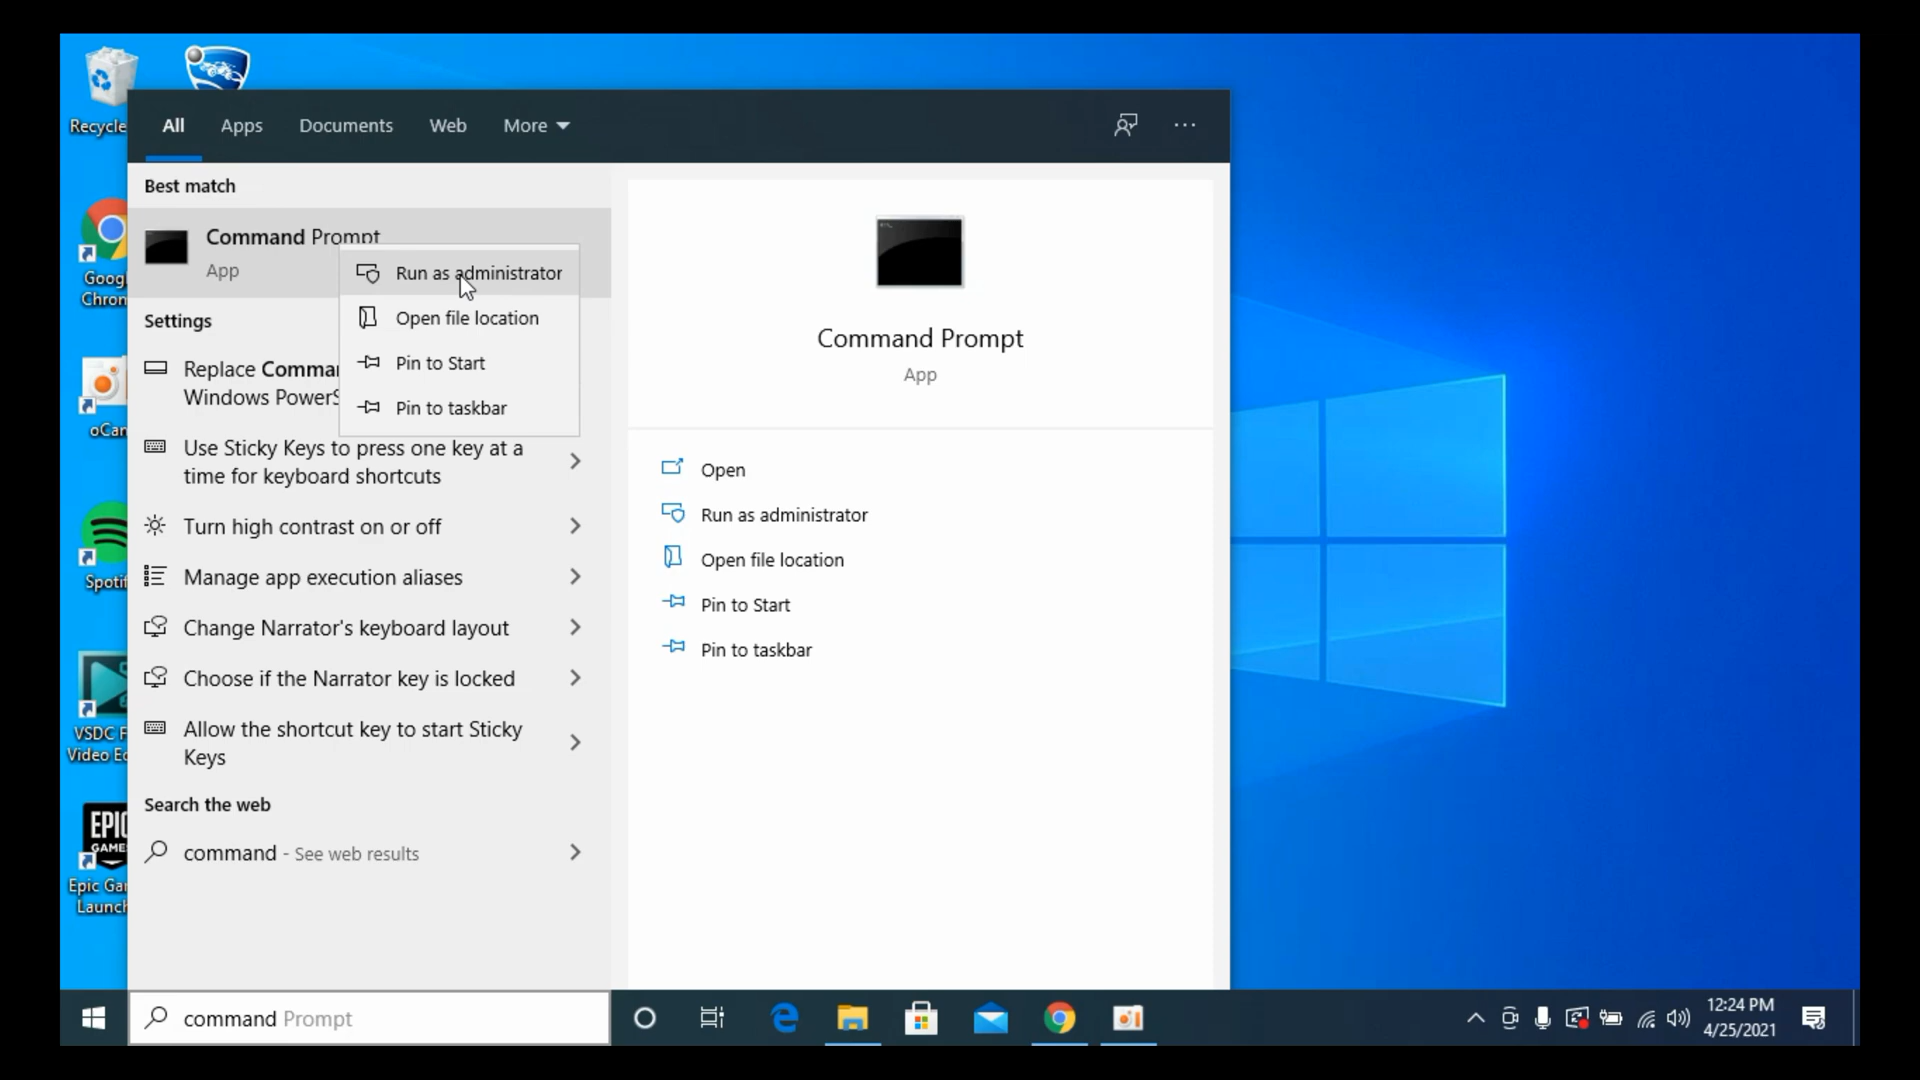 Recycle
All Apps Documents Web More
Best match
Command Prompt
App
Settings
Replace Comma
Windows PowerS
Use Sticky Keys to press one key at a
time for keyboard shortcuts
Turn high contrast on or off
Manage app execution aliases
Change Narrator's keyboard layout
Choose if the Narrator key is locked
Allow the shortcut key to start Sticky
Keys
Search the web
command - See web results
Run as administrator
Open file location
Pin to Start
Pin to taskbar
Command Prompt
App
Open
Run as administrator
Open file location
Pin to Start
Pin to taskbar
Googl
Chron
oCan
Spotif
VSDC F
Video Ed
EPIC
GAMES
Epic Gar
Launch
command Prompt
12:24 PM
4/25/2021